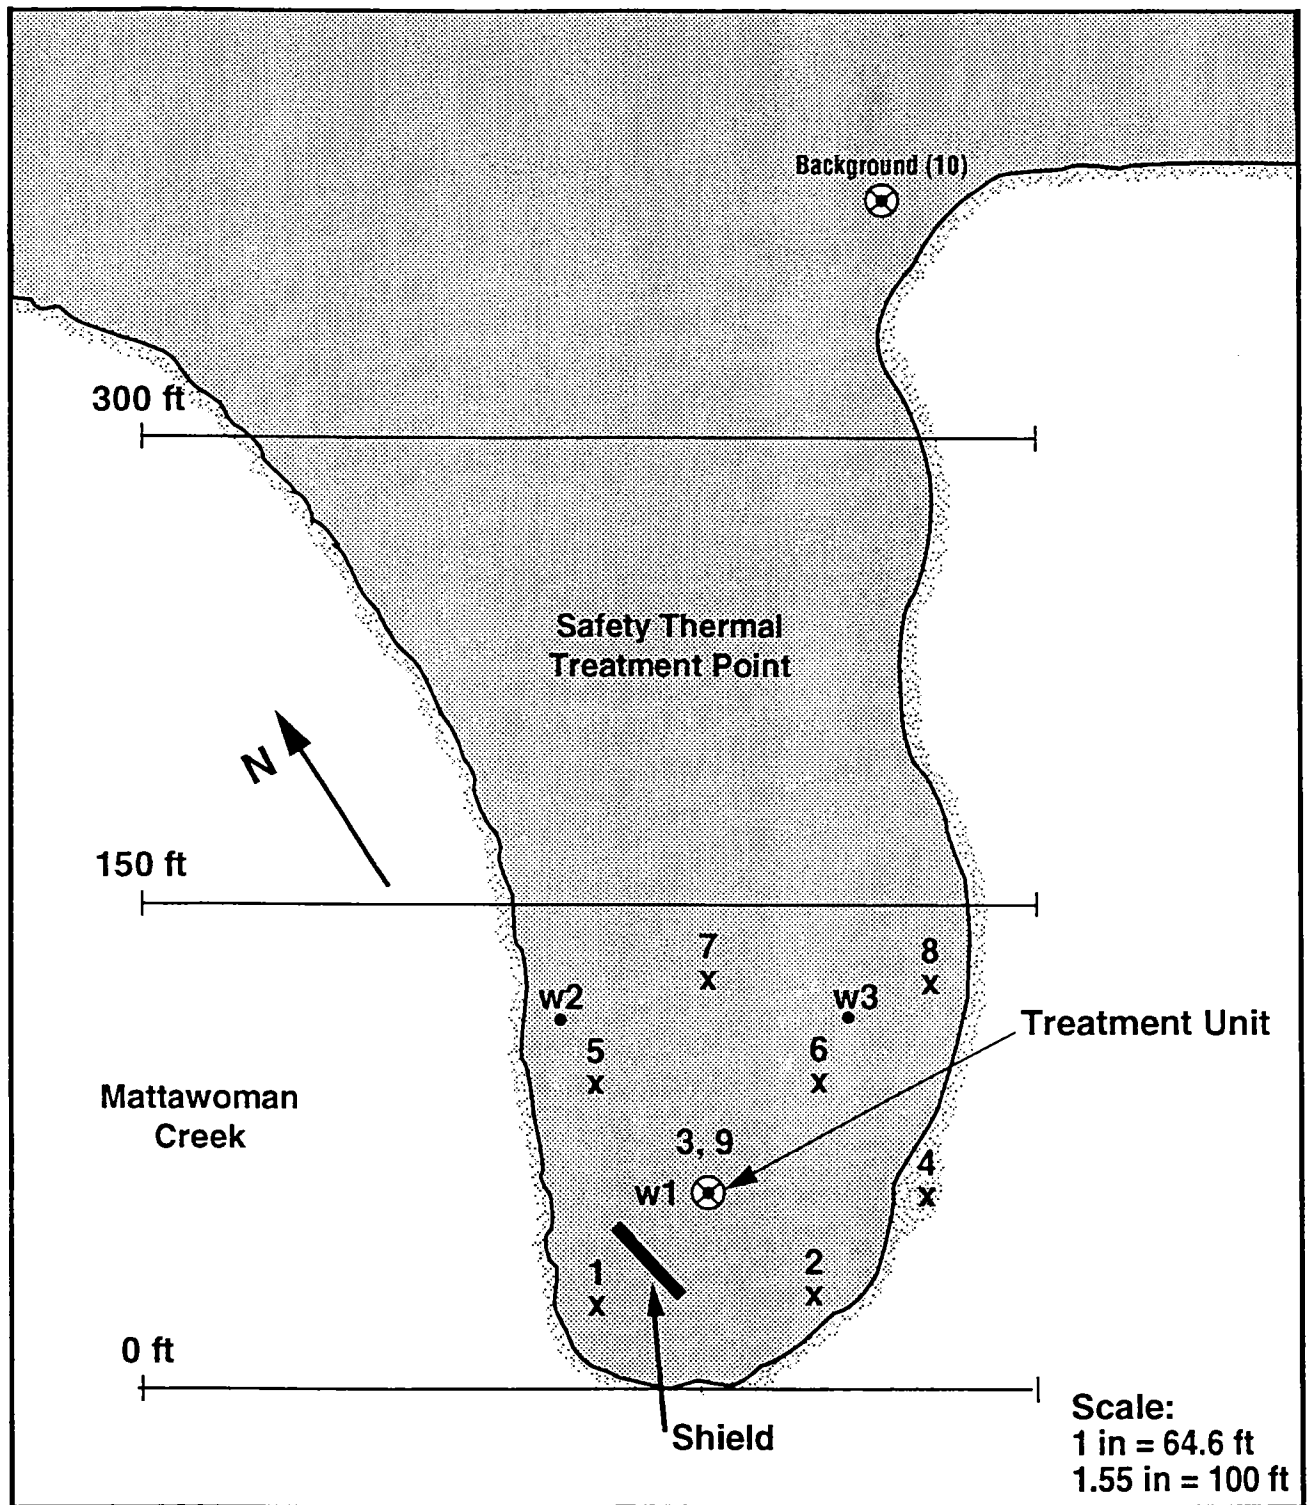 Background (10)
300 ft
Safety Thermal
Treatment Point
N
150 ft
7
8
w2
w3
Treatment Unit
5
6
Mattawoman
Creek
3, 9
4
w1
1
2
0 ft
Scale:
Shield
1 in = 64.6 ft
1.55 in = 100 ft